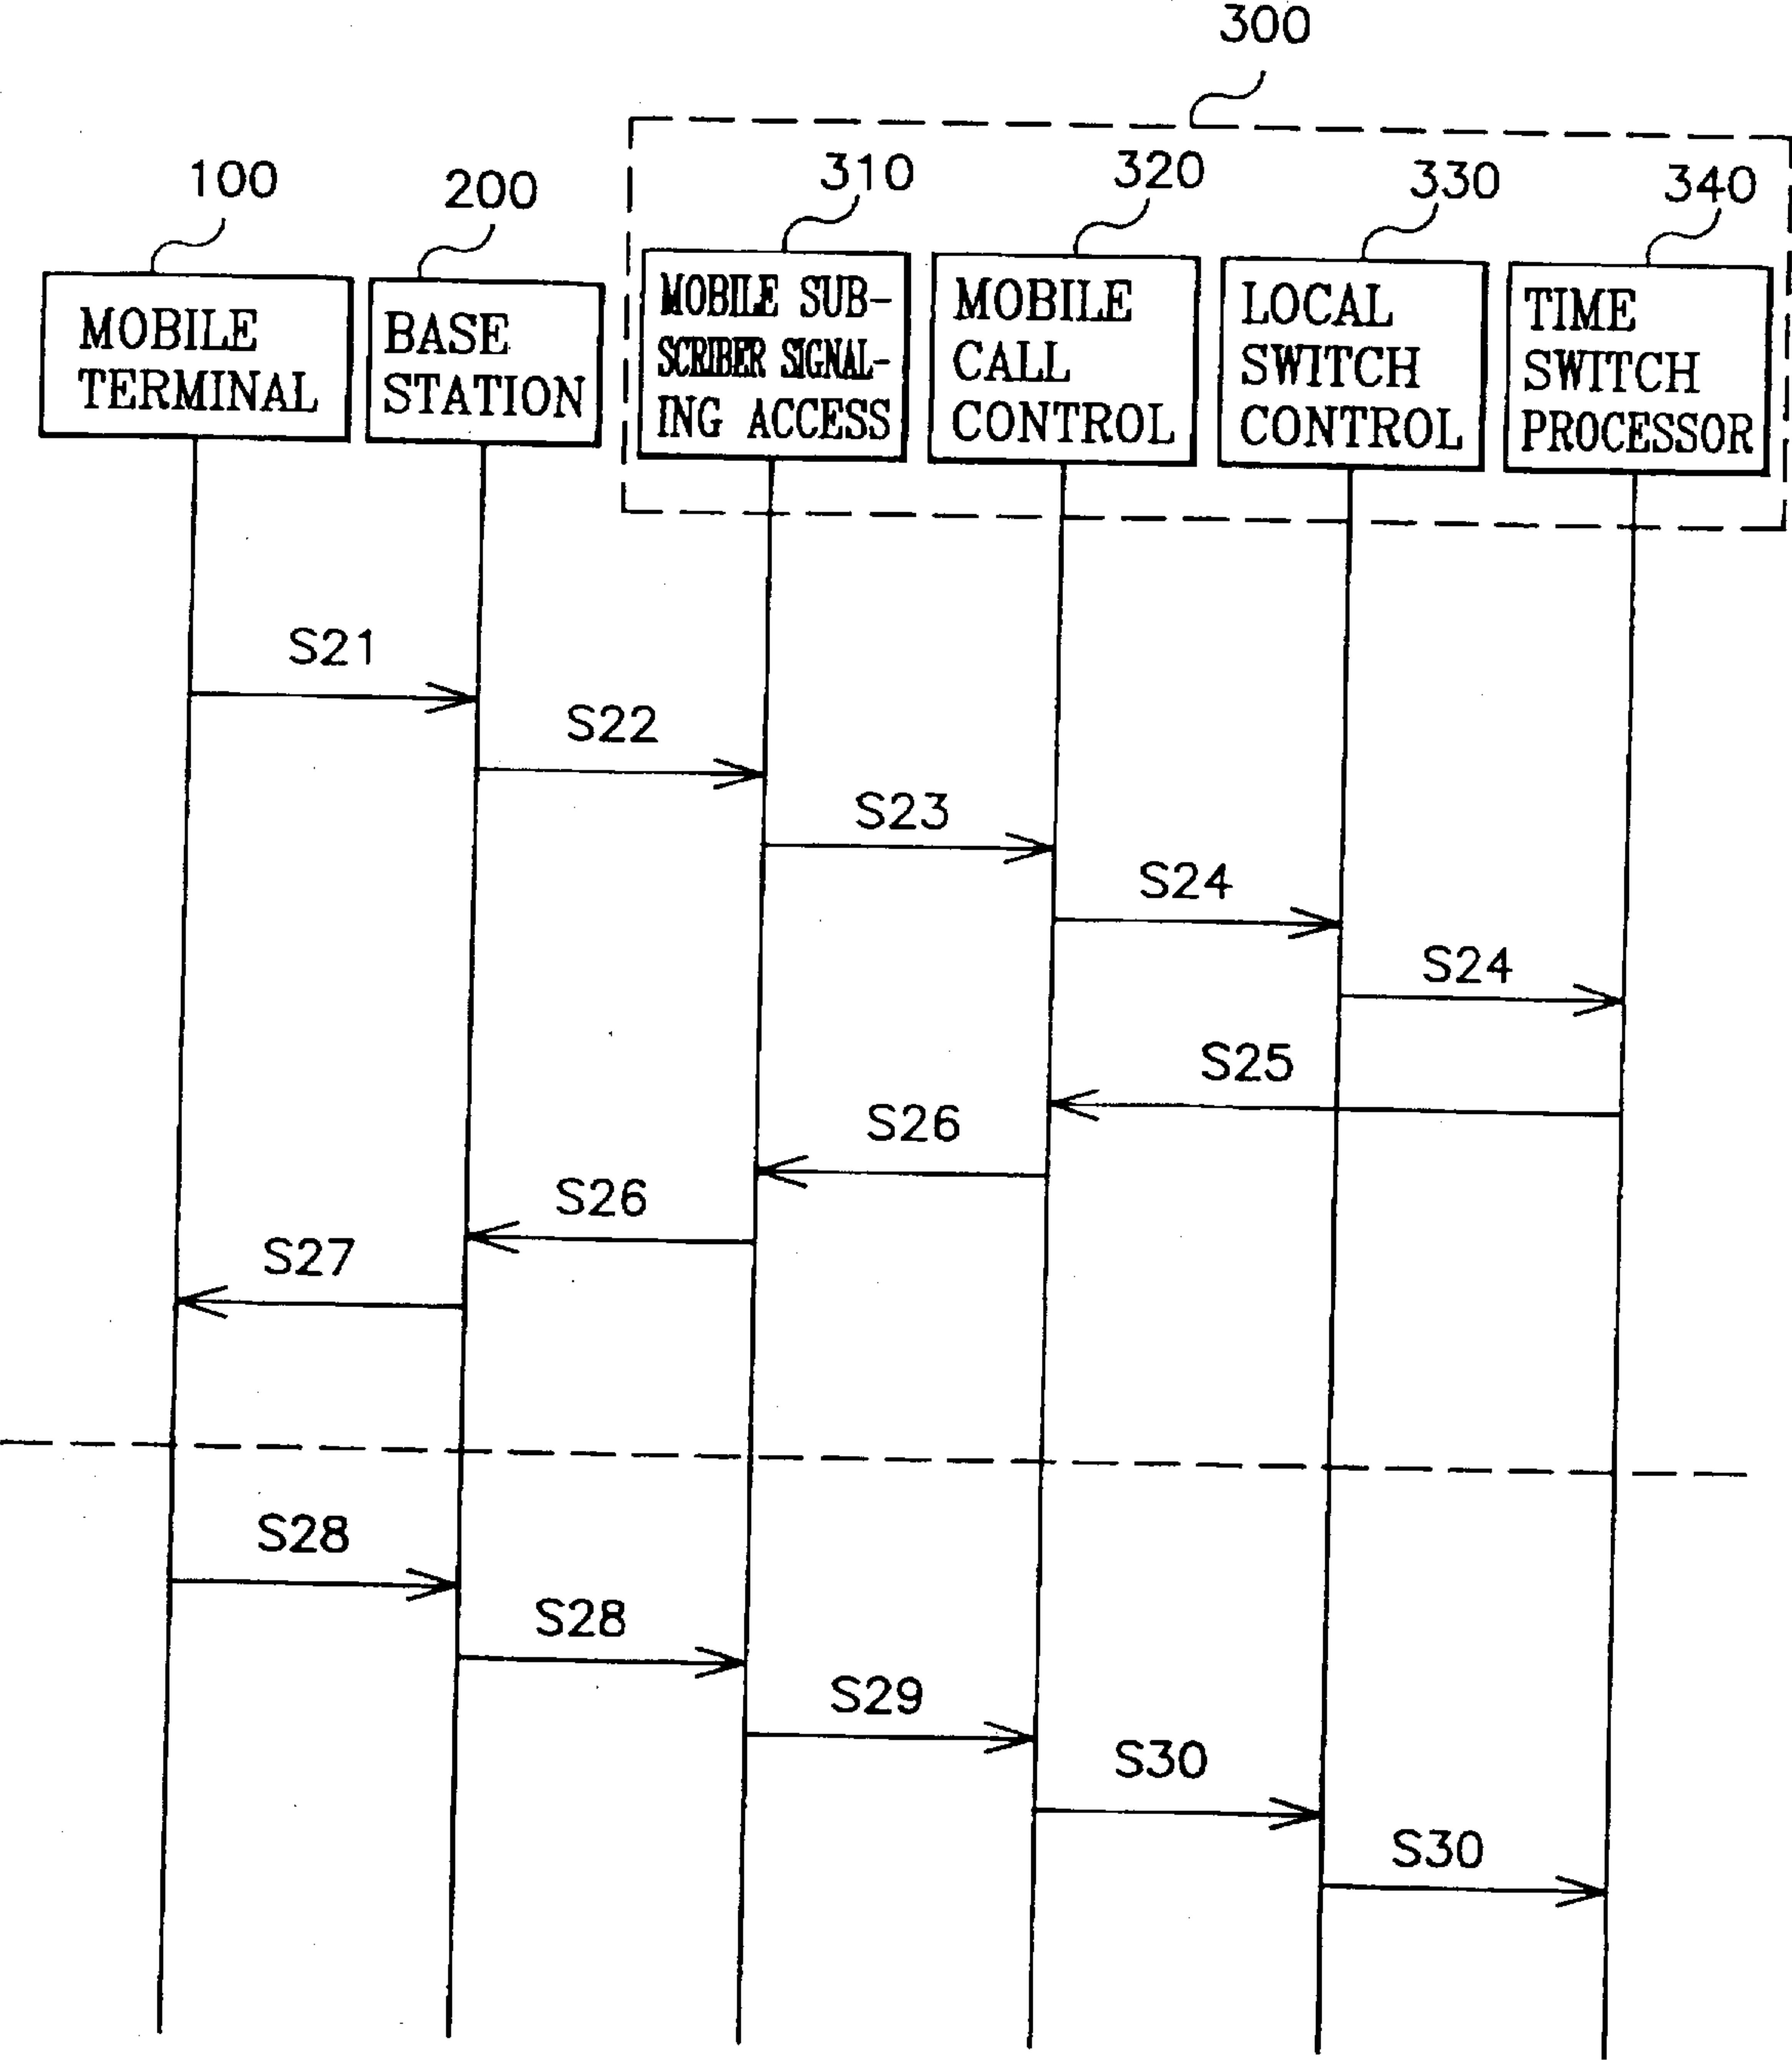 300
100
200
310
320
330
340
MOBILE
TERMINAL
BASE
STATION
MOBILE SUB-
SCRIBER SIGNAL-
ING ACCESS
MOBILE
CALL
CONTROL
LOCAL
SWITCH
CONTROL
TIME
SWITCH
PROCESSOR
S21
S22
S23
S24
S24
S25
S26
S26
S27
S28
S28
S29
S30
S30